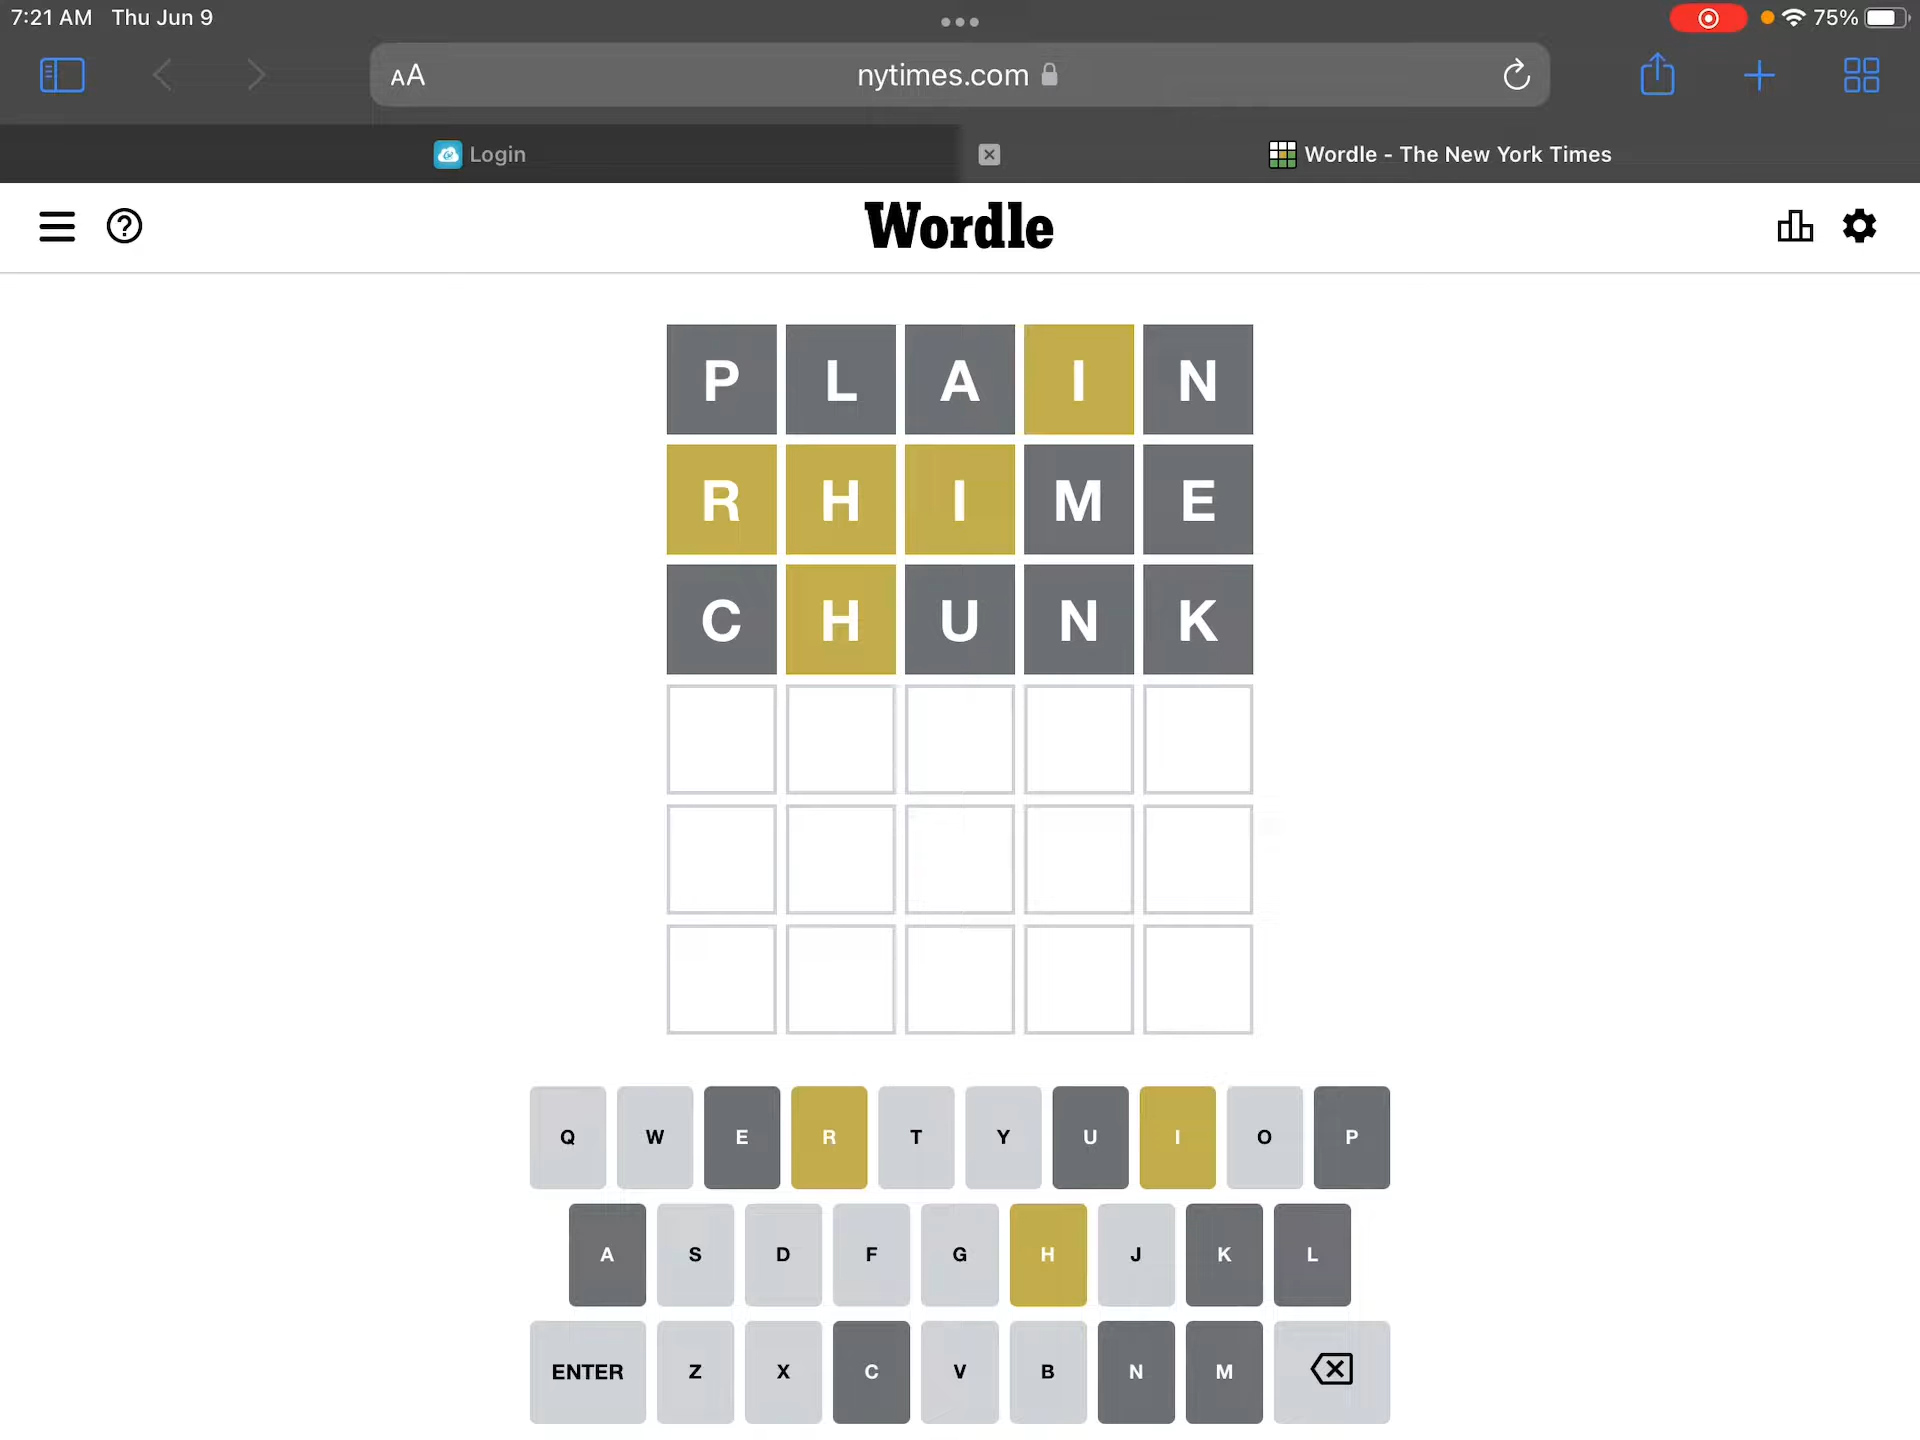 7:21 AM Thu Jun 9
75%
AA
nytimes.com
Login
Wordle - The New York Times
Wordle
P L A I N
R H I M E
C H U N K
Q W E R T Y U I O P
A S D F G H J K L
ENTER Z X C V B N M